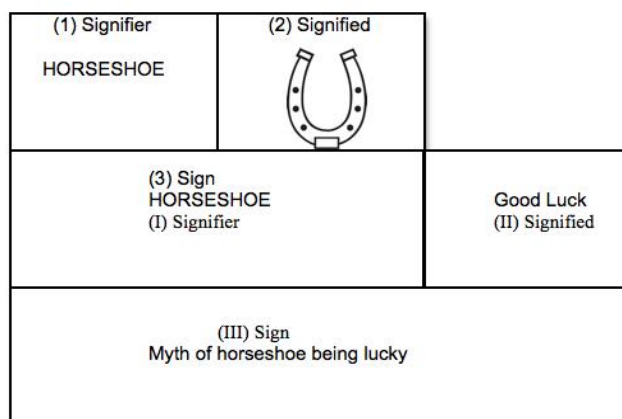 (1) Signifier
HORSESHOE
(2) Signified
(3) Sign
HORSESHOE
(I) Signifier
Good Luck
(II) Signified
(III) Sign
Myth of horseshoe being lucky